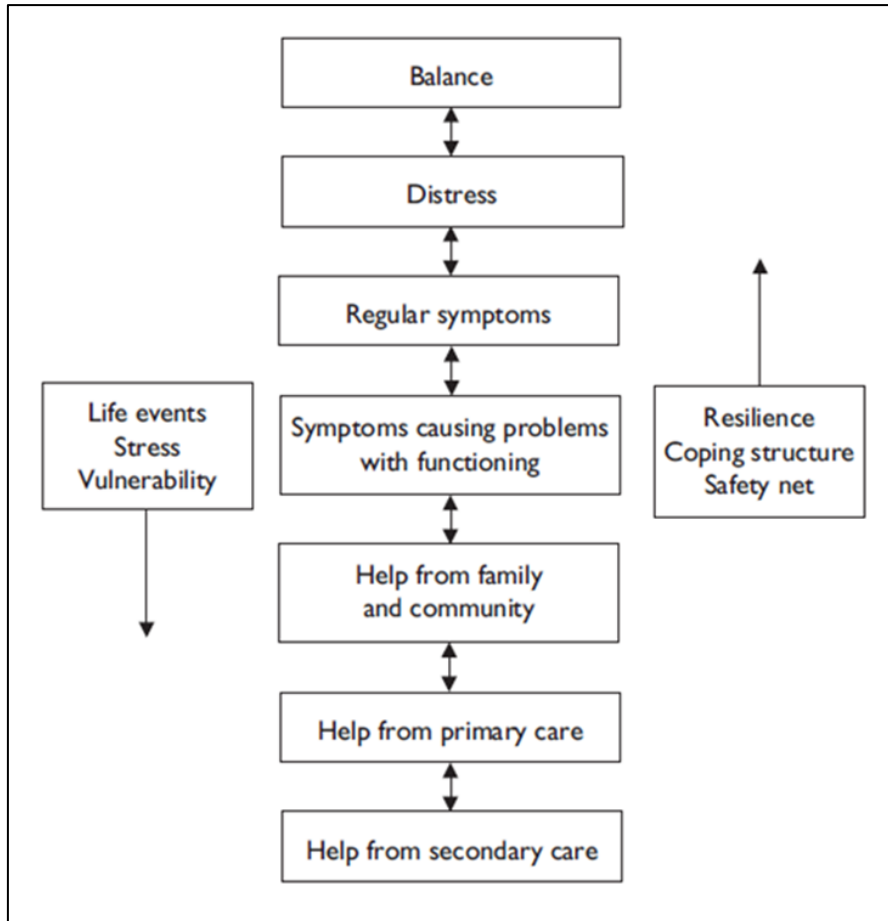 Balance
Distress
Regular symptoms
Life events
Stress
Vulnerability
Symptoms causing problems
with functioning
Resilience
Coping structure
Safety net
Help from family
and community
Help from primary care
Help from secondary care